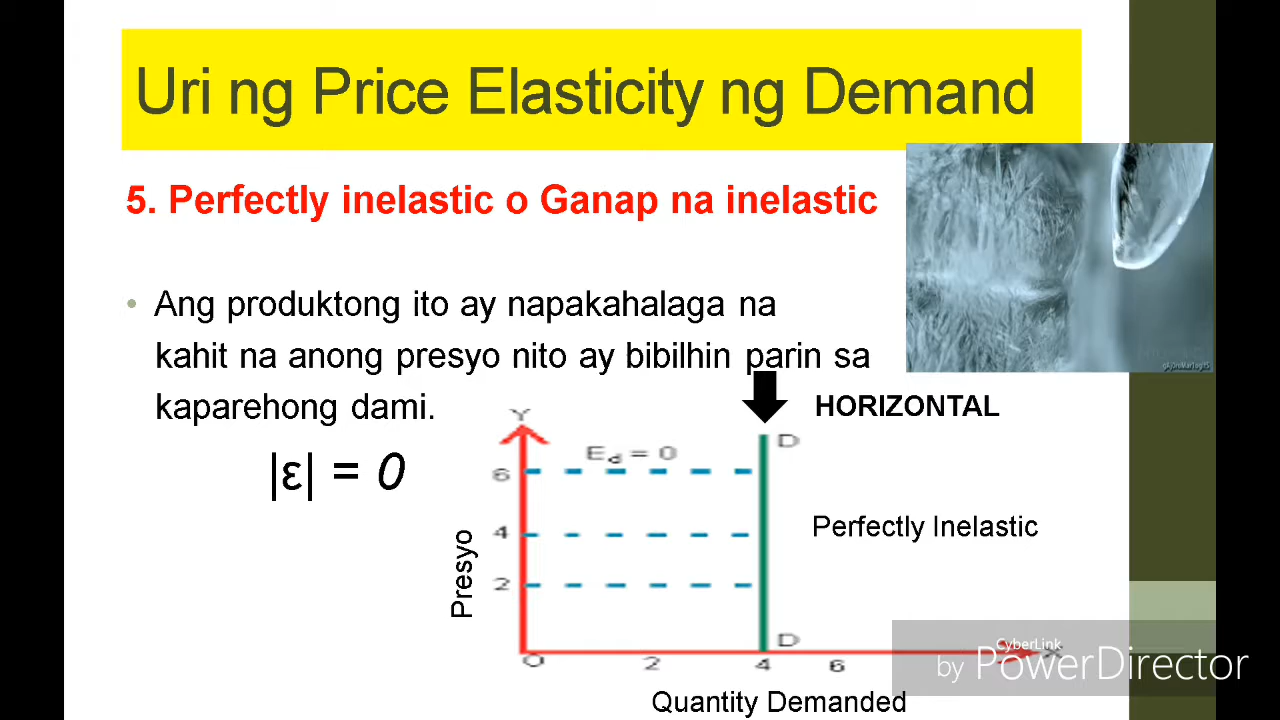 Uri ng Price Elasticity ng Demand
5. Perfectly inelastic o Ganap na inelastic
• Ang produktong ito ay napakahalaga na
kahit na anong presyo nito ay bibilhin parin sa
kaparehong dami.
HORIZONTAL
|ε| = 0
Y
D
Ed = 0
6
4
2
Presyo
Perfectly Inelastic
D
O 2 4 6 X
Quantity Demanded
CyberLink
by PowerDirector